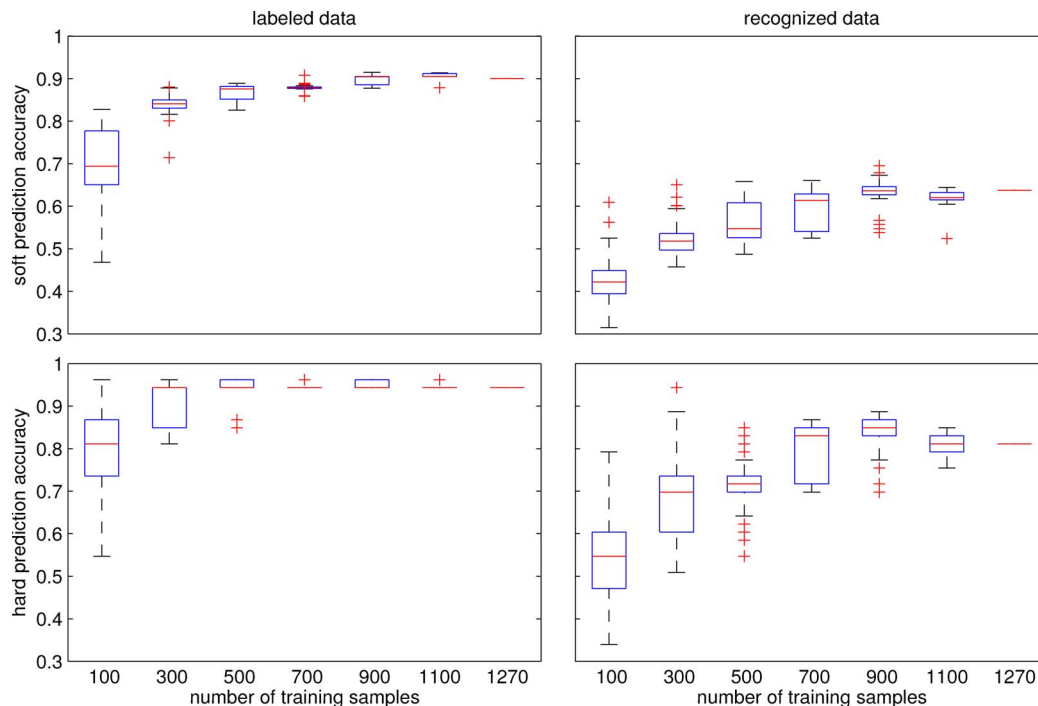 labeled data
recognized data
soft prediction accuracy
1
0.9
0.8
0.7
0.6
0.5
0.4
0.3
hard prediction accuracy
1
0.9
0.8
0.7
0.6
0.5
0.4
0.3
100 300 500 700 900 1100 1270
number of training samples
100 300 500 700 900 1100 1270
number of training samples